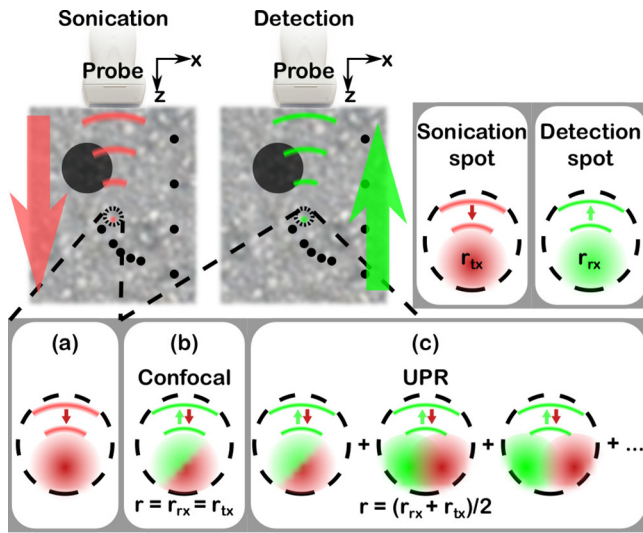 Sonication
Detection
Probe
x
z
Probe
x
z
Sonication
spot
Detection
spot
r_tx
r_rx
(a)
(b)
(c)
Confocal
UPR
+
+
+ ...
r = r_rx = r_tx
r = (r_rx + r_tx)/2